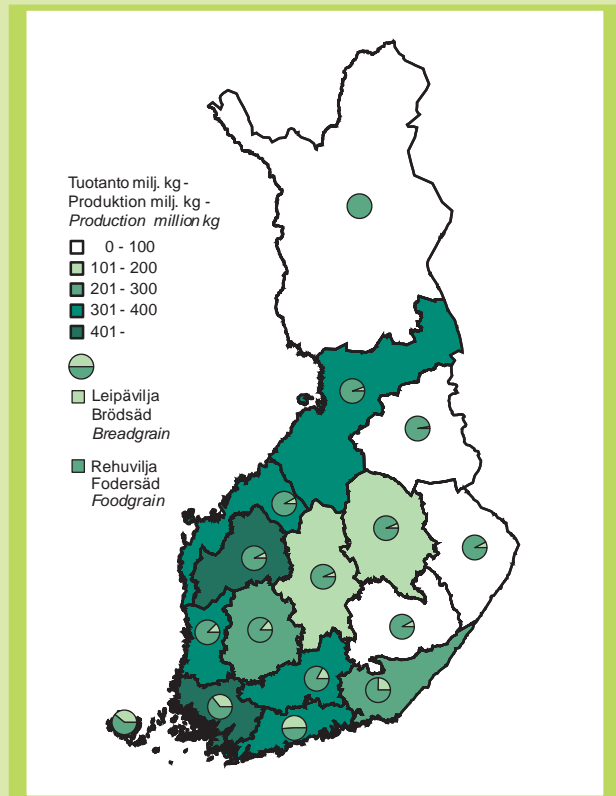 Tuotanto milj. kg -
Produktion milj. kg -
Production million kg
0 - 100
101 - 200
201 - 300
301 - 400
401 -
Leipävilja
Brödsäd
Breadgrain
Rehuvilja
Fodersäd
Foodgrain